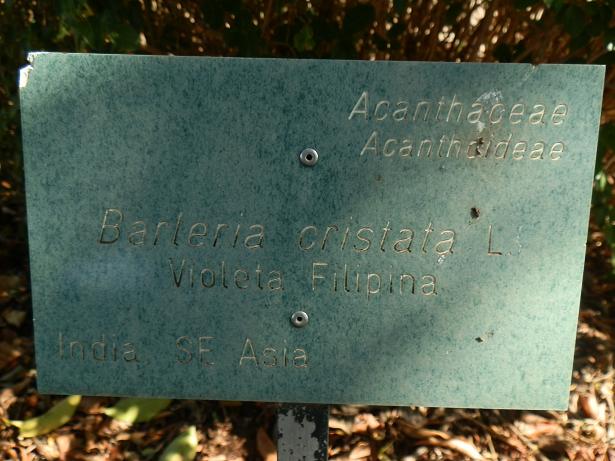 Acanthaceae
Acanthoideae
Barleria cristata L.
Violeta Filipina
India, SE Asia